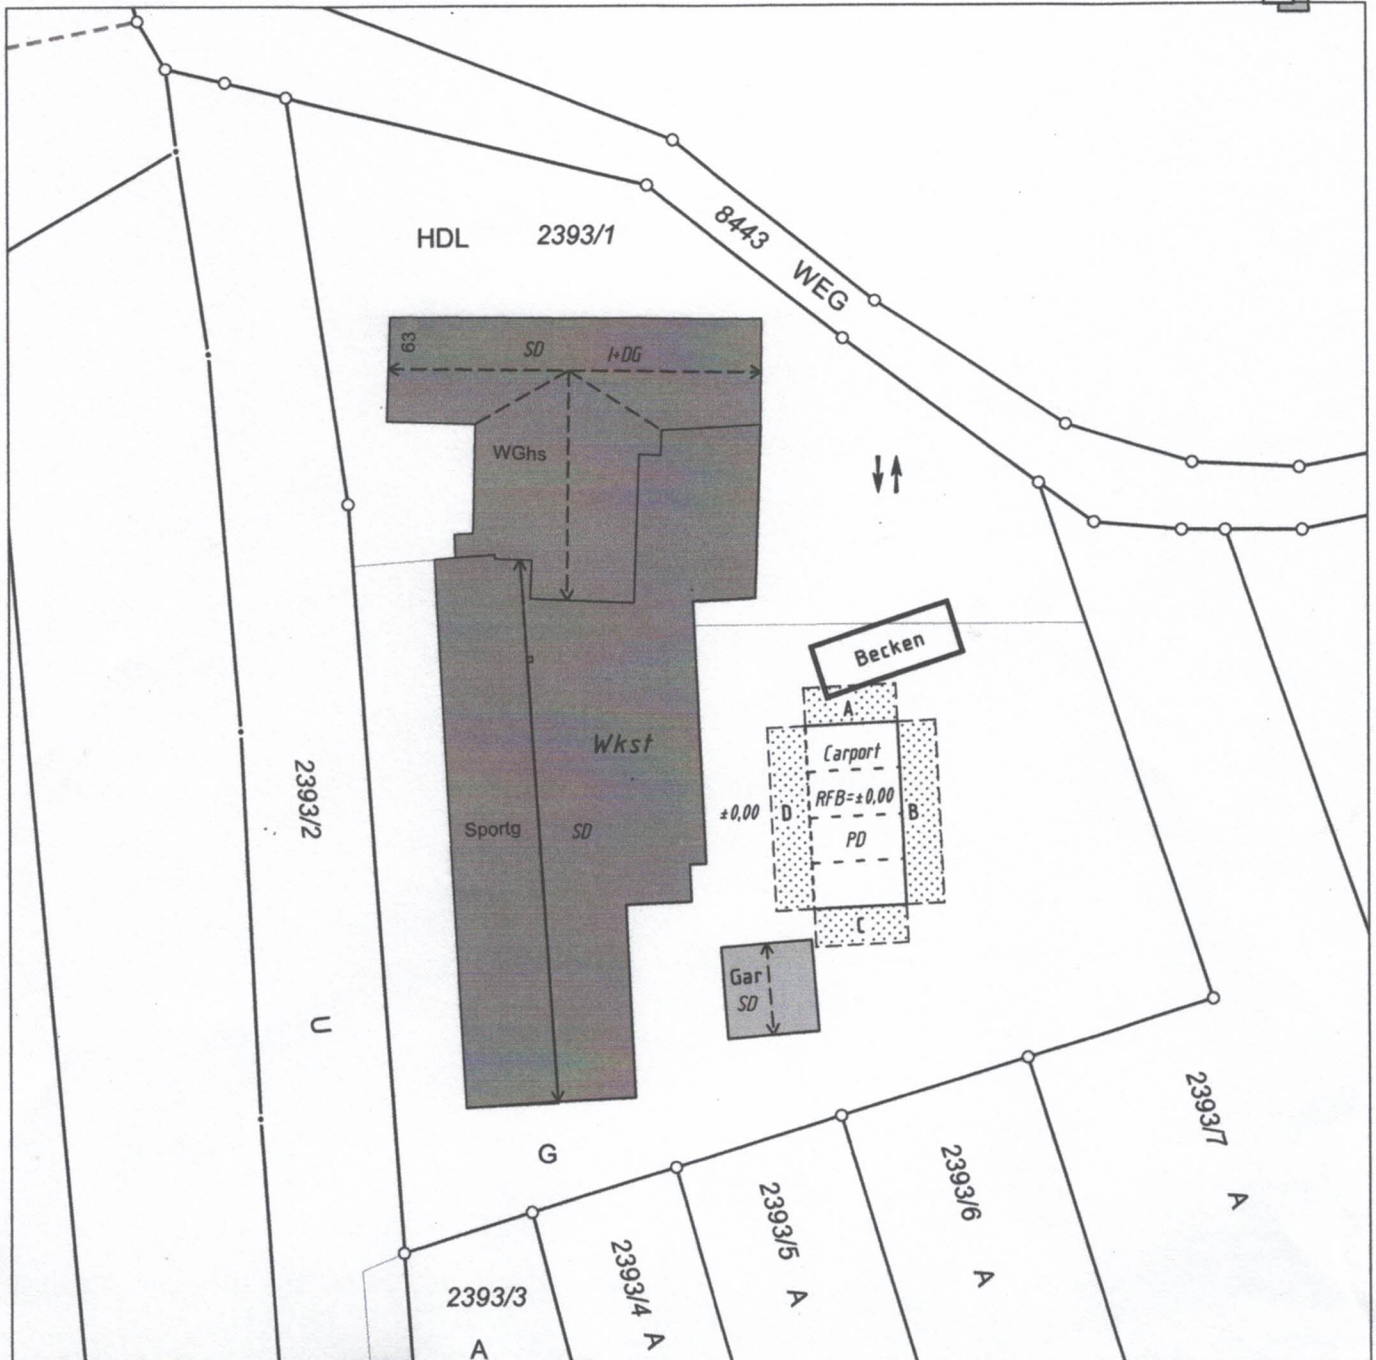 8443 WEG
HDL 2393/1
63
SD I+DG
WGhs
Becken
A
Wkst
Carport
2393/2
RFB=±0,00
±0,00
D
B
Sportg
SD
PD
C
Gar
SD
U
G
2393/7
A
2393/6
A
2393/5
A
2393/4
A
2393/3
A